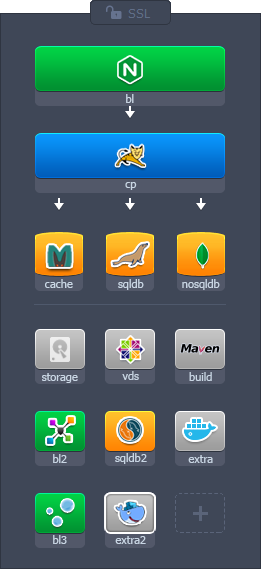 SSL
N
bl
cp
M
cache
sqldb
nosqldb
storage
vds
Maven
build
bl2
sqldb2
extra
bl3
extra2